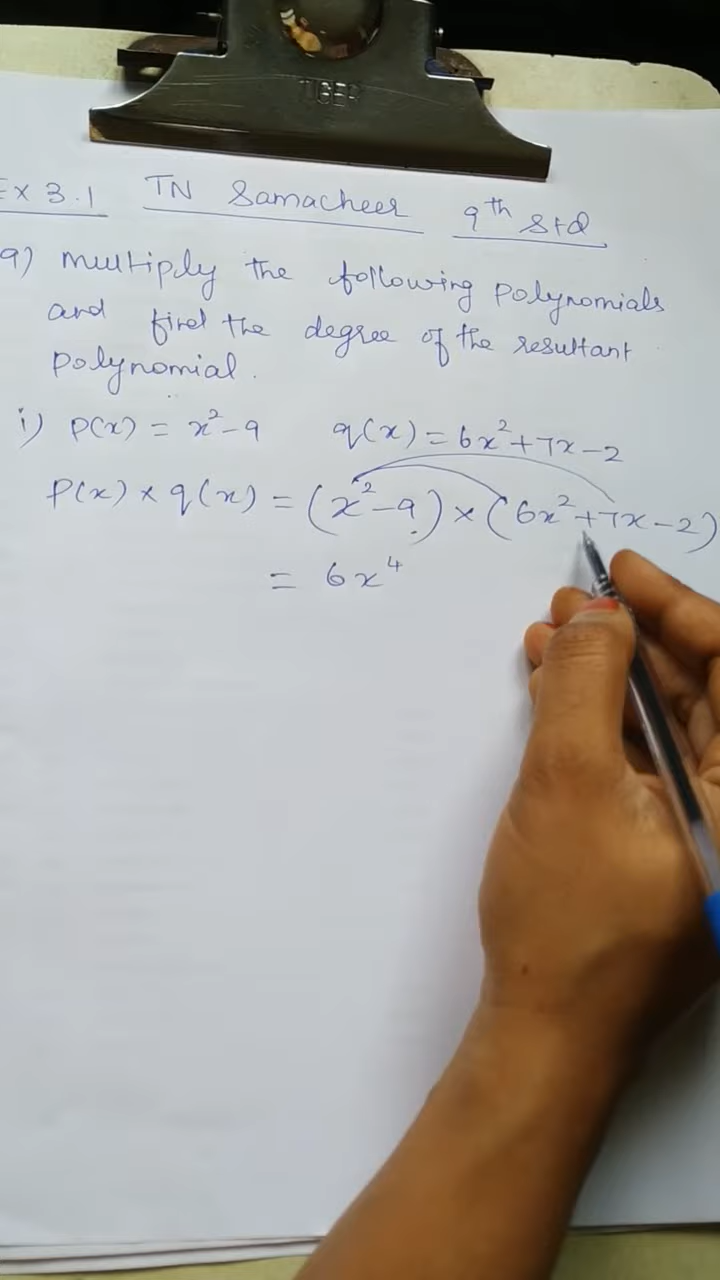 TIGER
Ex 3.1 TN Samacheer 9th Std
9) Multiply the following polynomials
and find the degree of the resultant
polynomial.
i) P(x) = x²-9 q(x) = 6x²+7x-2
P(x) × q(x) = (x²-9) × (6x²+7x-2)
= 6x⁴